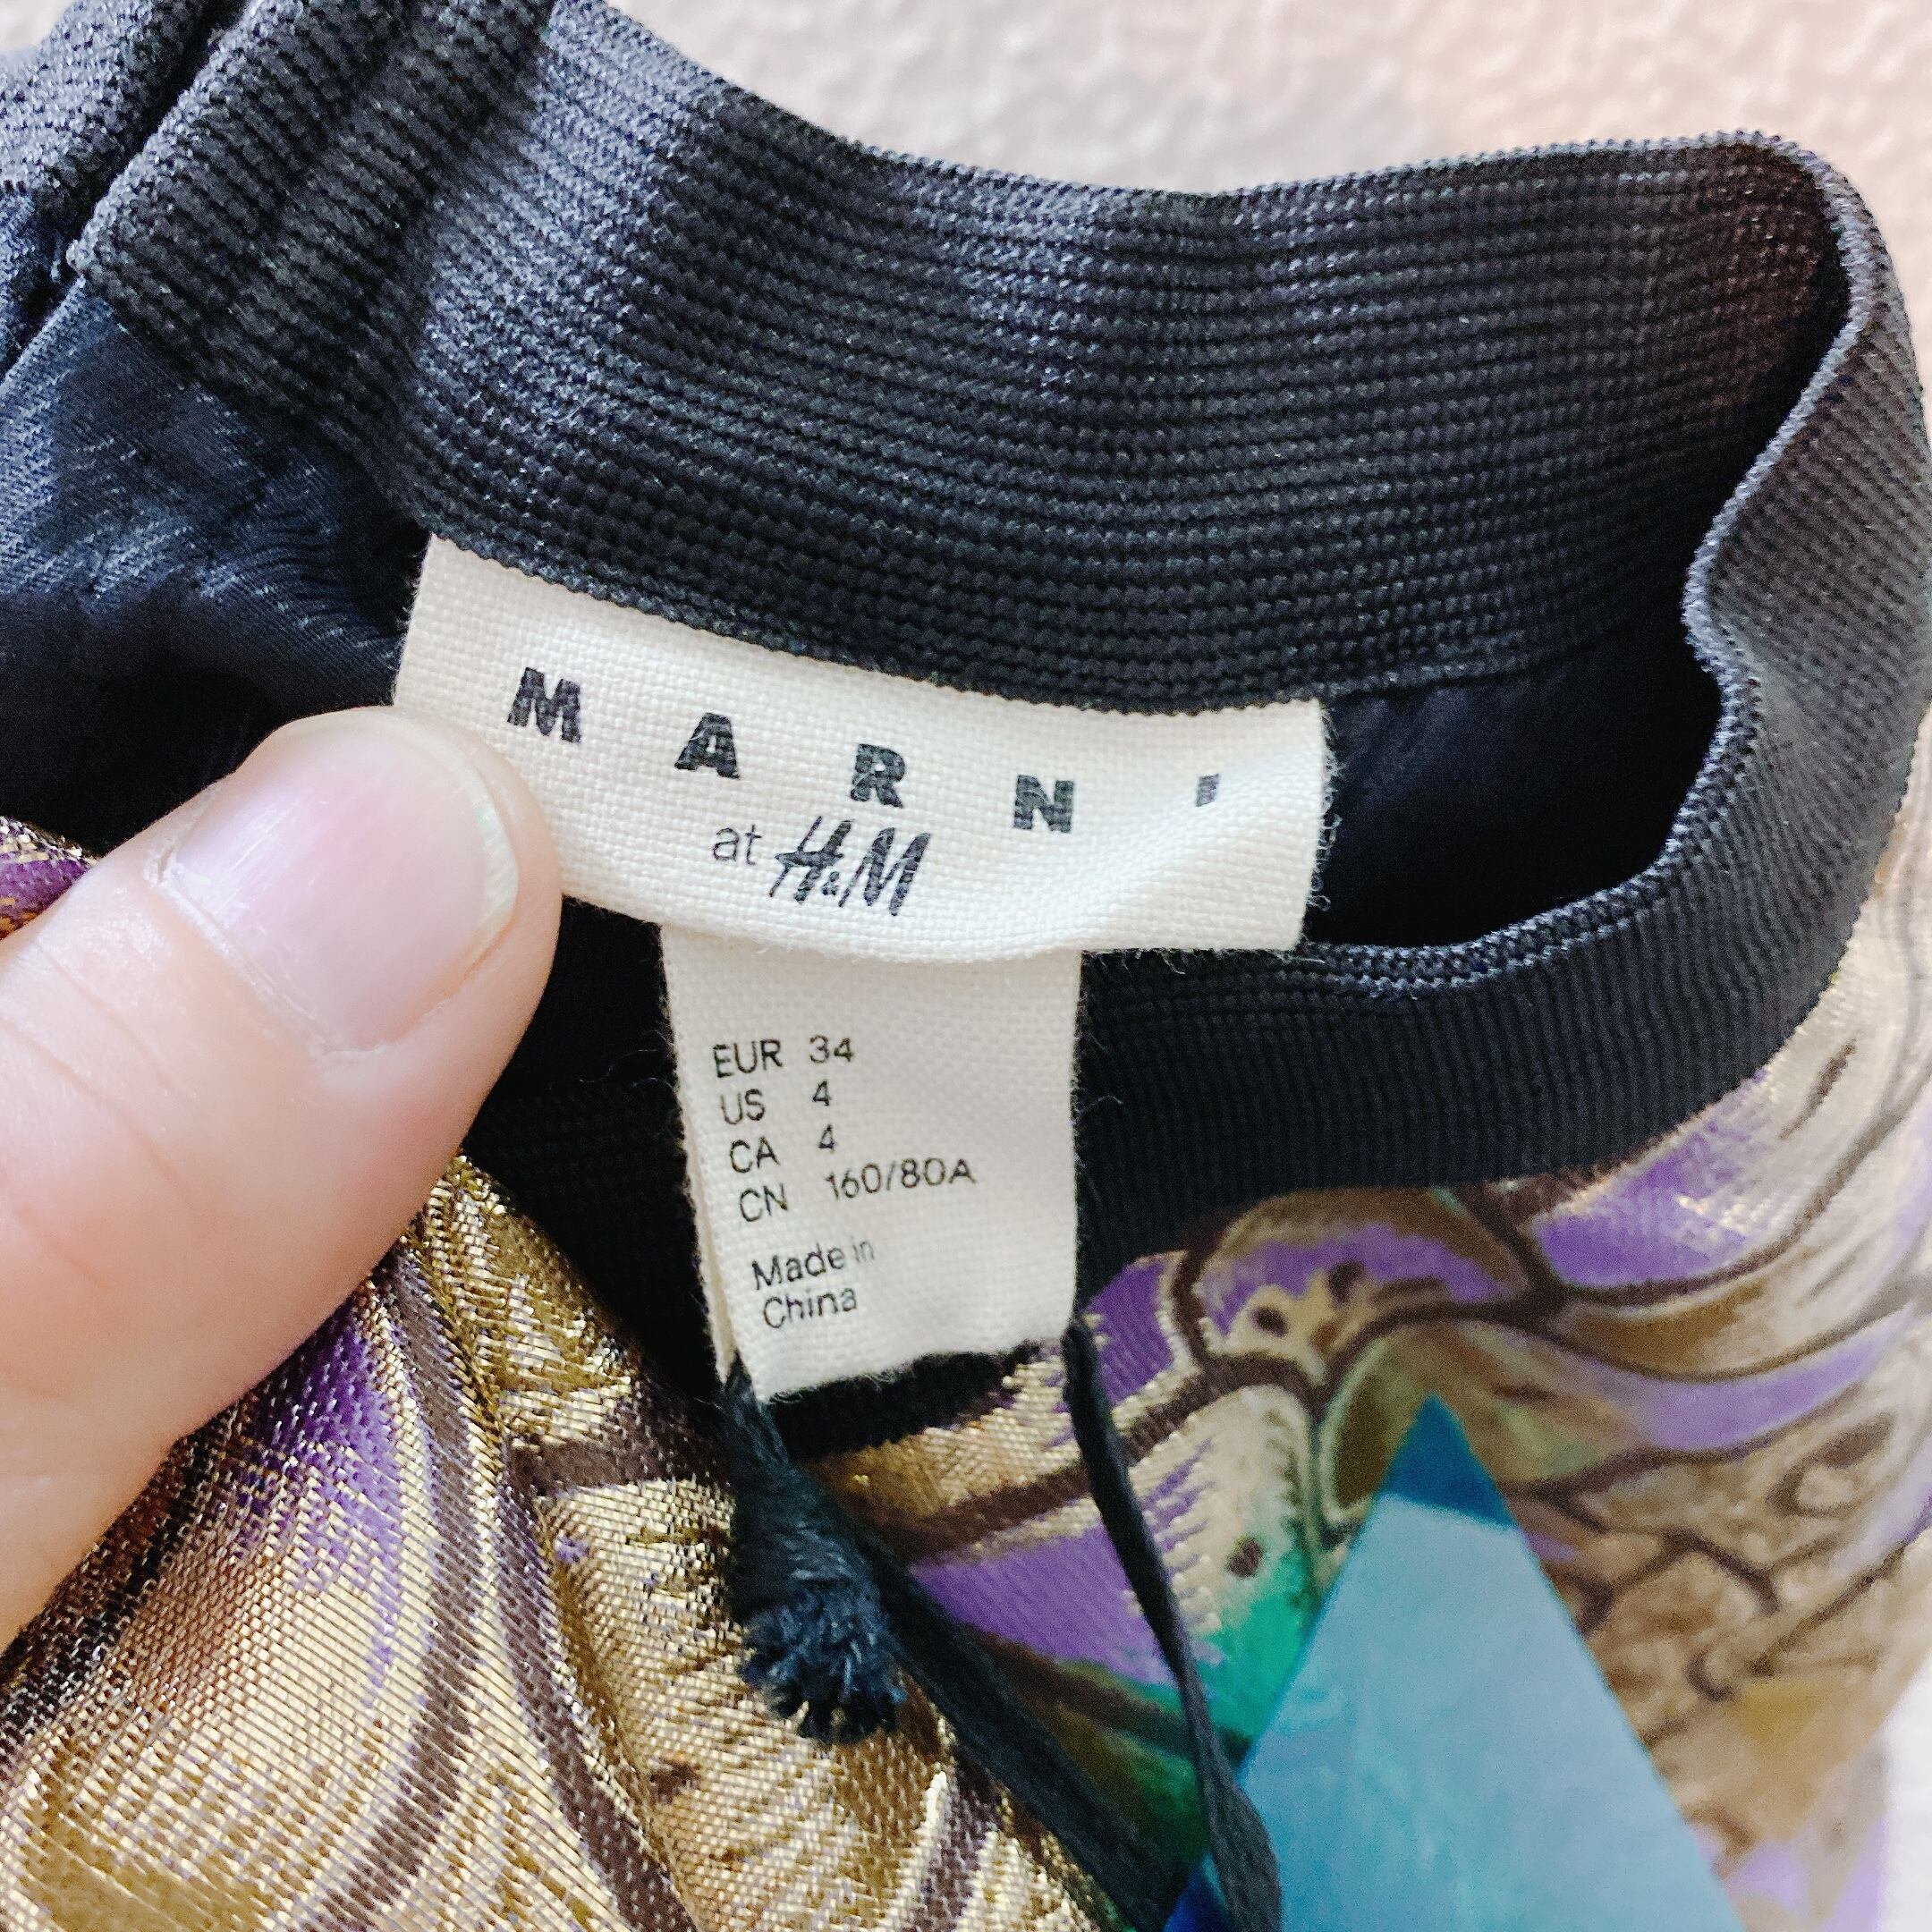 MARNI
at H&M
EUR 34
US 4
CA 4
CN 160/80A
Made in
China